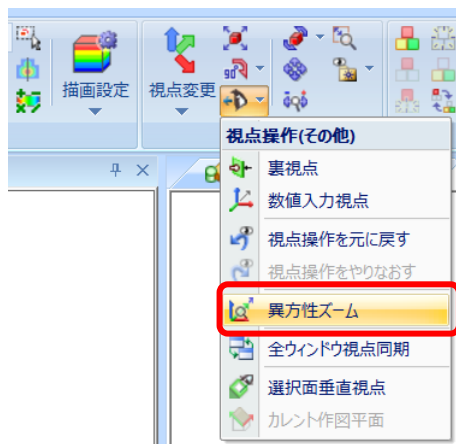 描画設定
視点変更
90°
視点操作(その他)
裏視点
数値入力視点
視点操作を元に戻す
視点操作をやりなおす
異方性ズーム
全ウィンドウ視点同期
選択面垂直視点
カレント作図平面